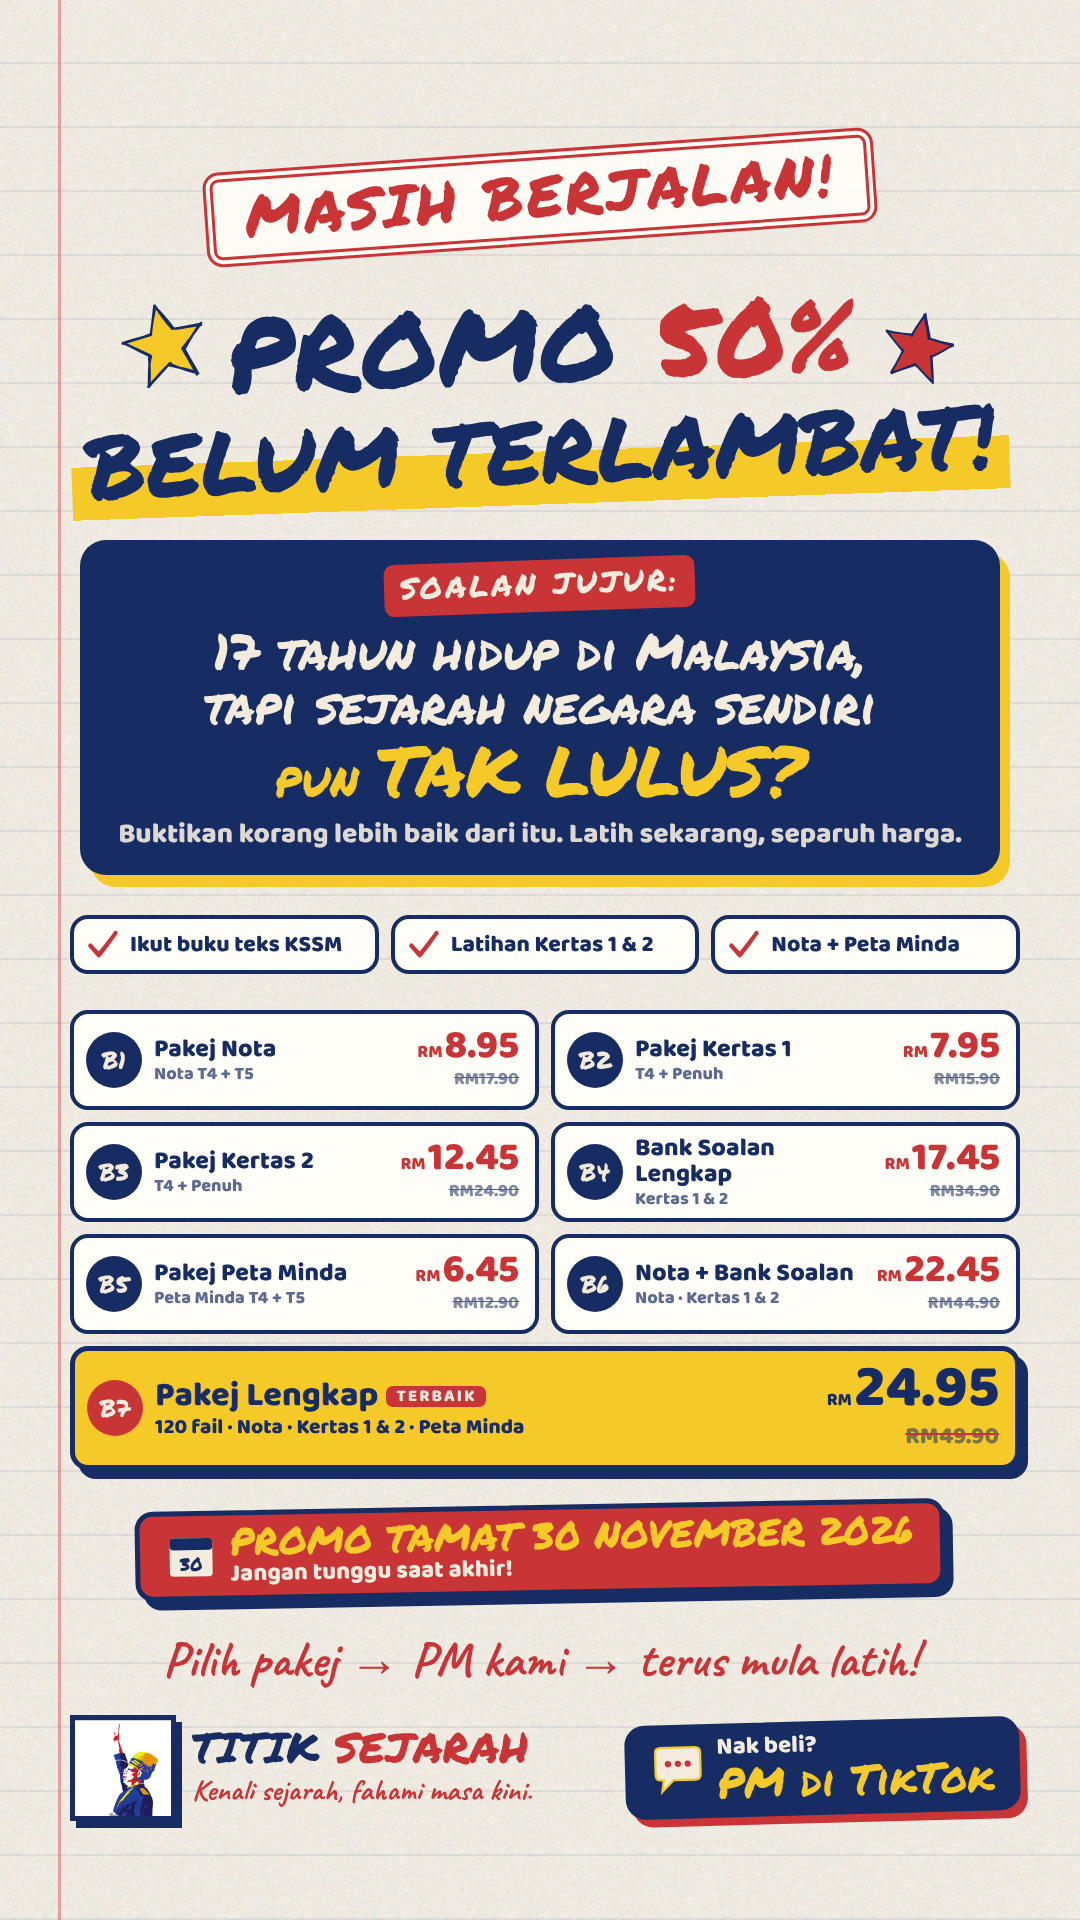 MASIH BERJALAN!
PROMO 50%
BELUM TERLAMBAT!
SOALAN JUJUR:
17 TAHUN HIDUP DI MALAYSIA,
TAPI SEJARAH NEGARA SENDIRI
PUN TAK LULUS?
Buktikan korang lebih baik dari itu. Latih sekarang, separuh harga.
Ikut buku teks KSSM
Latihan Kertas 1 & 2
Nota + Peta Minda
B1
Pakej Nota
Nota T4 + T5
RM8.95
RM17.90
B2
Pakej Kertas 1
T4 + Penuh
RM7.95
RM15.90
B3
Pakej Kertas 2
T4 + Penuh
RM12.45
RM24.90
B4
Bank Soalan
Lengkap
Kertas 1 & 2
RM17.45
RM34.90
B5
Pakej Peta Minda
Peta Minda T4 + T5
RM6.45
RM12.90
B6
Nota + Bank Soalan
Nota · Kertas 1 & 2
RM22.45
RM44.90
B7
Pakej Lengkap TERBAIK
120 fail · Nota · Kertas 1 & 2 · Peta Minda
RM24.95
RM49.90
30
PROMO TAMAT 30 NOVEMBER 2026
Jangan tunggu saat akhir!
Pilih pakej → PM kami → terus mula latih!
TITIK SEJARAH
Kenali sejarah, fahami masa kini.
Nak beli?
PM DI TIKTOK